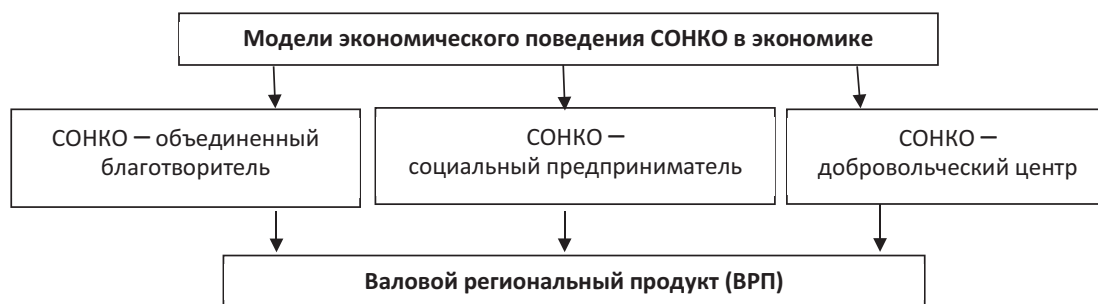 Модели экономического поведения СОНКО в экономике
СОНКО – объединенный
благотворитель
СОНКО –
социальный предприниматель
СОНКО –
добровольческий центр
Валовой региональный продукт (ВРП)